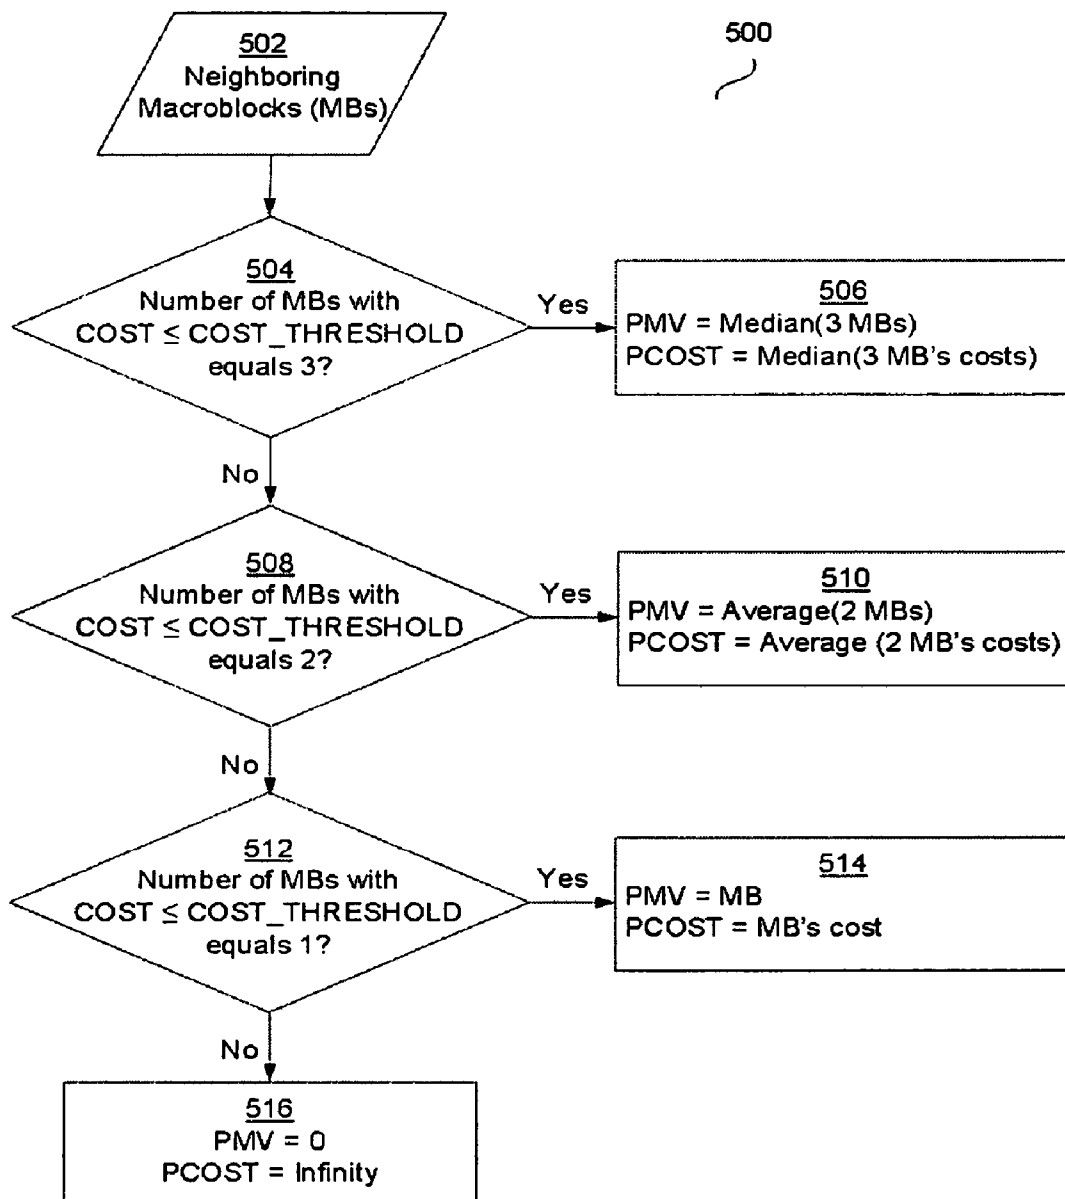 500
502
Neighboring
Macroblocks (MBs)
504
Number of MBs with
COST ≤ COST_THRESHOLD
equals 3?
Yes
506
PMV = Median(3 MBs)
PCOST = Median(3 MB's costs)
No
508
Number of MBs with
COST ≤ COST_THRESHOLD
equals 2?
Yes
510
PMV = Average(2 MBs)
PCOST = Average (2 MB's costs)
No
512
Number of MBs with
COST ≤ COST_THRESHOLD
equals 1?
Yes
514
PMV = MB
PCOST = MB's cost
No
516
PMV = 0
PCOST = Infinity